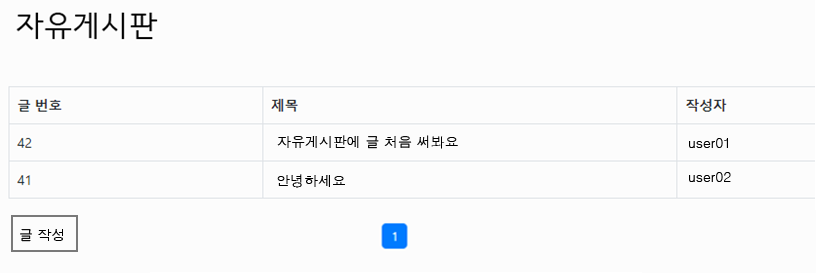 자유게시판
글 번호 제목 작성자
42 자유게시판에 글 처음 써봐요 user01
41 안녕하세요 user02
글 작성 1